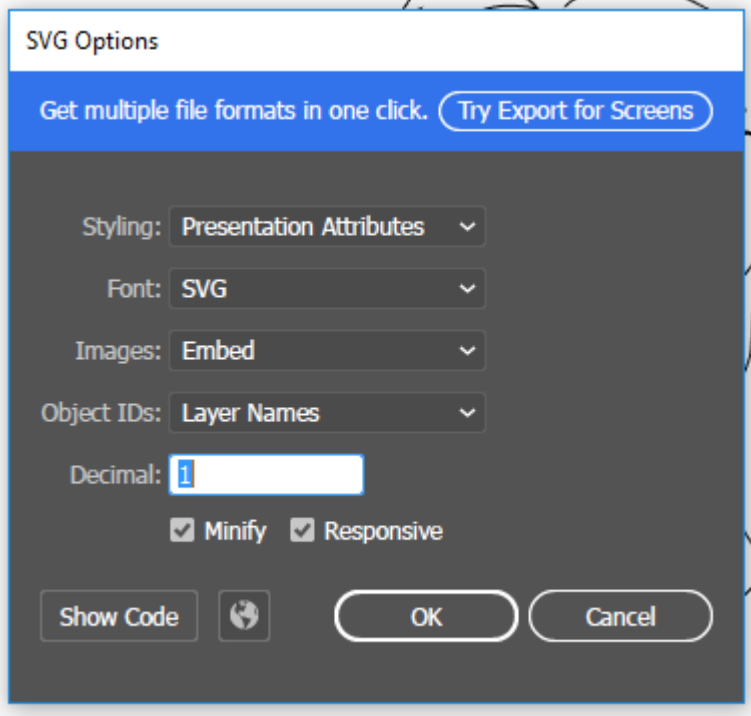 SVG Options
Get multiple file formats in one click. Try Export for Screens
Styling: Presentation Attributes
Font: SVG
Images: Embed
Object IDs: Layer Names
Decimal: 1
Minify Responsive
Show Code OK Cancel